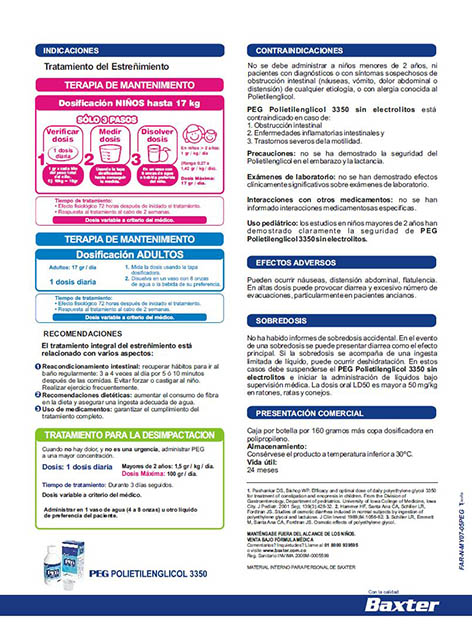 INDICACIONES
Tratamiento del Estreñimiento
TERAPIA DE MANTENIMIENTO
Dosificación NIÑOS hasta 17 kg
SÓLO 3 PASOS
Verificar
dosis
1 dosis
diaria
1
Medir
dosis
2
Disolver
dosis
3
En niños > 2 años
1 gr / kg / día
Dosis Máxima:
17 gr / día.
Tiempo de tratamiento:
• Efecto fisiológico 72 horas después de iniciado el tratamiento.
• Respuesta al tratamiento al cabo de 2 semanas.
Dosis variable a criterio del médico.
TERAPIA DE MANTENIMIENTO
Dosificación ADULTOS
Adultos: 17 gr / día
1 dosis diaria
1. Mida la dosis usando la tapa
dosificadora.
2. Disuelva en un vaso con 8 onzas
de agua o la bebida de su preferencia.
Tiempo de tratamiento:
• Efecto fisiológico 72 horas después de iniciado el tratamiento.
• Respuesta al tratamiento al cabo de 2 semanas.
Dosis variable a criterio del médico.
RECOMENDACIONES
El tratamiento integral del estreñimiento está
relacionado con varios aspectos:
1 Reacondicionamiento intestinal: recuperar hábitos para ir al
baño regularmente: 3 a 4 veces al día por 5 ó 10 minutos
después de las comidas. Evitar forzar o castigar al niño.
Realizar ejercicio frecuentemente.
2 Recomendaciones dietéticas: aumentar el consumo de fibra
en la dieta y asegurar una ingesta adecuada de agua.
3 Uso de medicamentos: garantizar el cumplimiento del
tratamiento completo.
TRATAMIENTO PARA LA DESIMPACTACION
Cuando no hay dolor, y no es una urgencia, administrar PEG
a una mayor concentración.
Dosis: 1 dosis diaria
Mayores de 2 años: 1,5 gr / kg / día.
Dosis Máxima: 100 gr / día.
Tiempo de tratamiento: Durante 3 días seguidos.
Dosis variable a criterio del médico.
Administrar en 1 vaso de agua (4 a 8 onzas) u otro líquido
de preferencia del paciente.
PEG POLIETILENGLICOL 3350
CONTRAINDICACIONES
No se debe administrar a niños menores de 2 años, ni
pacientes con diagnósticos o con síntomas sospechosos de
obstrucción intestinal (náuseas, vómito, dolor abdominal o
distensión) de cualquier etiología, o con alergia conocida al
Polietilenglicol.
PEG Polietilenglicol 3350 sin electrolitos está
contraindicado en caso de:
1. Obstrucción intestinal
2. Enfermedades inflamatorias intestinales y
3. Trastornos severos de la motilidad.
Precauciones: no se ha demostrado la seguridad del
Polietilenglicol en el embarazo y la lactancia.
Exámenes de laboratorio: no se han demostrado efectos
clínicamente significativos sobre exámenes de laboratorio.
Interacciones con otros medicamentos: no se han
informado interacciones medicamentosas específicas.
Uso pediátrico: los estudios en niños mayores de 2 años han
demostrado claramente la seguridad de PEG
Polietilenglicol 3350 sin electrolitos.
EFECTOS ADVERSOS
Pueden ocurrir náuseas, distensión abdominal, flatulencia.
En altas dosis puede provocar diarrea y excesivo número de
evacuaciones, particularmente en pacientes ancianos.
SOBREDOSIS
No ha habido informes de sobredosis accidental. En el evento
de una sobredosis se puede presentar diarrea como el efecto
principal. Si la sobredosis se acompaña de una ingesta
limitada de líquido, puede ocurrir deshidratación. En estos
casos debe suspenderse el PEG Polietilenglicol 3350 sin
electrolitos e iniciar la administración de líquidos bajo
supervisión médica. La dosis oral LD50 es mayor a 50 mg/kg
en ratones, ratas y conejos.
PRESENTACIÓN COMERCIAL
Caja por botella por 160 gramos más copa dosificadora en
polipropileno.
Almacenamiento:
Consérvese el producto a temperatura inferior a 30°C.
Vida útil:
24 meses
MANTÉNGASE FUERA DEL ALCANCE DE LOS NIÑOS.
VENTA BAJO FÓRMULA MÉDICA
o visite www.baxter.com.co
MATERIAL INTERNO PARA PERSONAL DE BAXTER
Con la calidad
Baxter